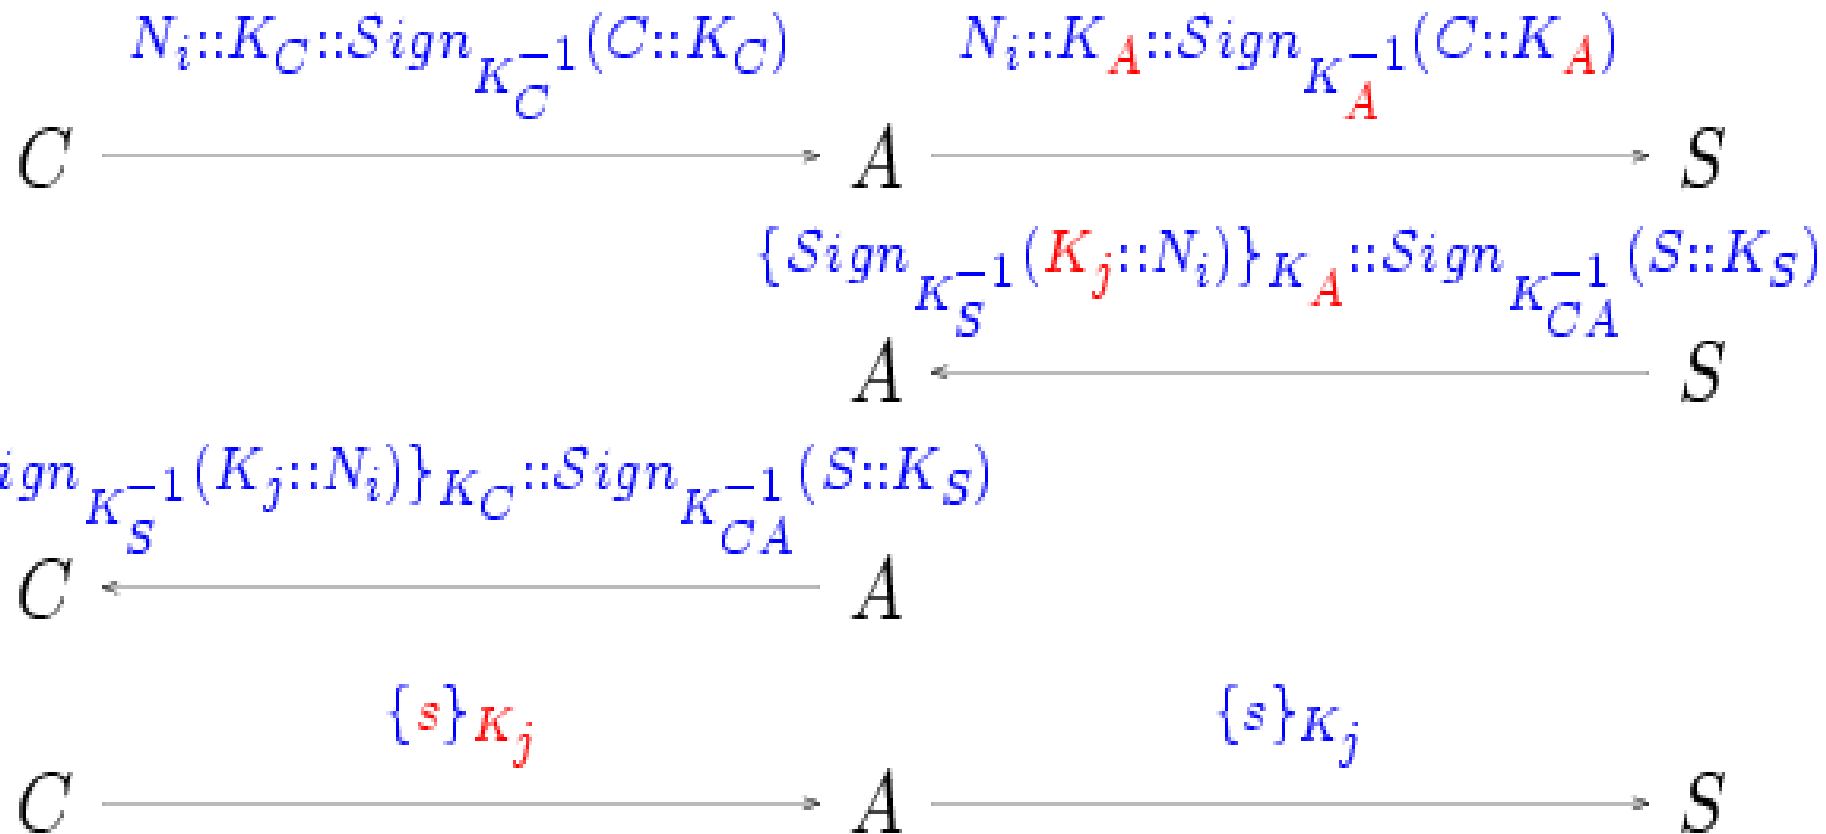 N_i::K_C::Sign_{K_C^{-1}}(C::K_C) N_i::K_A::Sign_{K_A^{-1}}(C::K_A)
C A S
{Sign_{K_S^{-1}}(K_j::N_i)}_{K_A}::Sign_{K_{CA}^{-1}}(S::K_S)
A S
ign_{K_S^{-1}}(K_j::N_i)}_{K_C}::Sign_{K_{CA}^{-1}}(S::K_S)
C A
{s}_{K_j} {s}_{K_j}
C A S